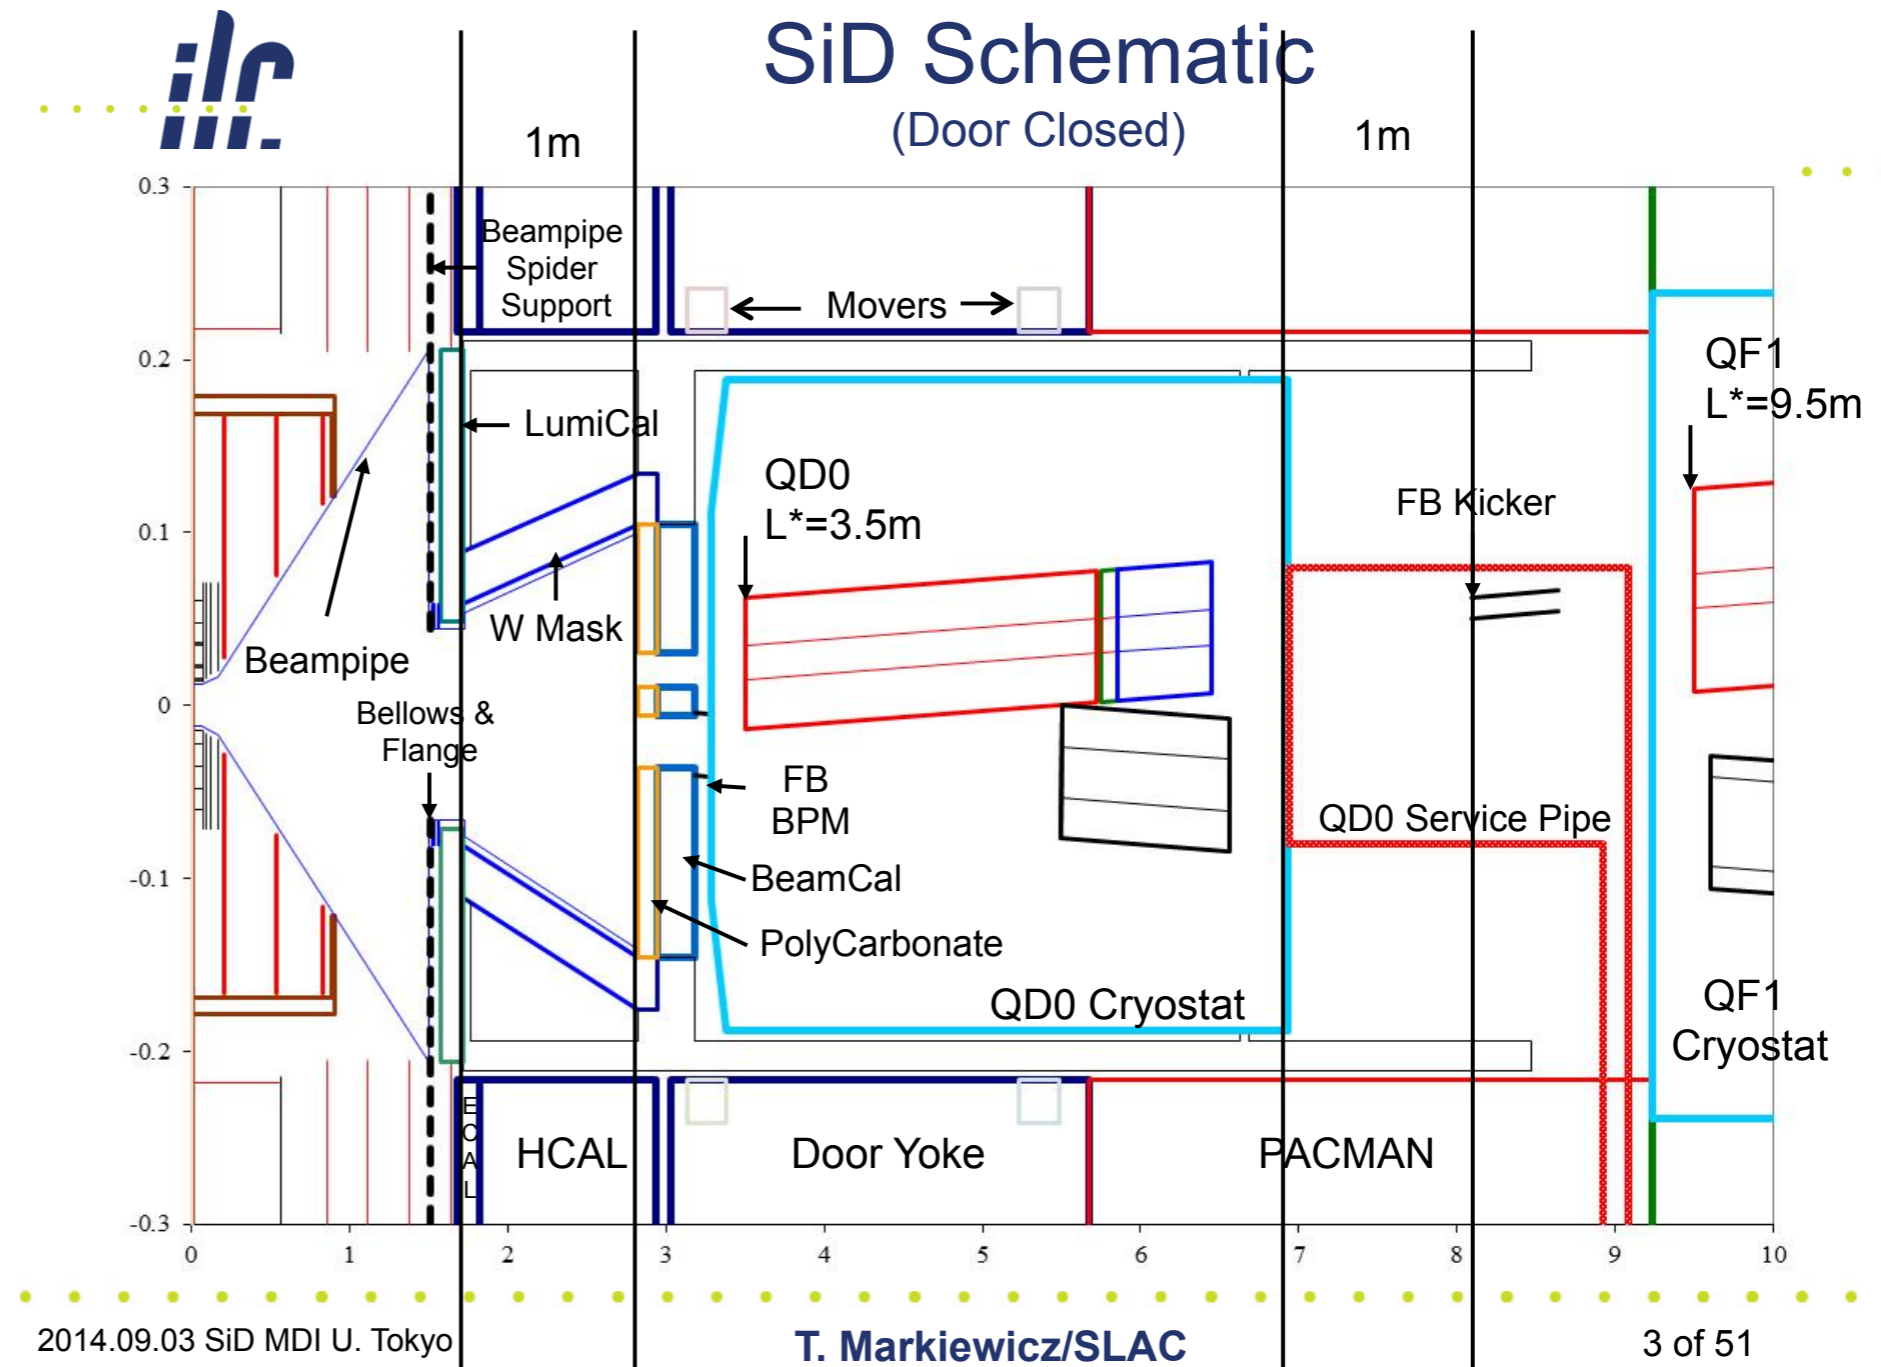 ilc
SiD Schematic
(Door Closed)
1m
1m
0.3
Beampipe
Spider
Support
Movers
0.2
QF1
L*=9.5m
LumiCal
QD0
L*=3.5m
FB Kicker
0.1
W Mask
Beampipe
0
Bellows &
Flange
FB
BPM
QD0 Service Pipe
BeamCal
-0.1
PolyCarbonate
QD0 Cryostat
QF1
Cryostat
-0.2
E
C
A
L
HCAL
Door Yoke
PACMAN
-0.3
0 1 2 3 4 5 6 7 8 9 10
2014.09.03 SiD MDI U. Tokyo
T. Markiewicz/SLAC
3 of 51